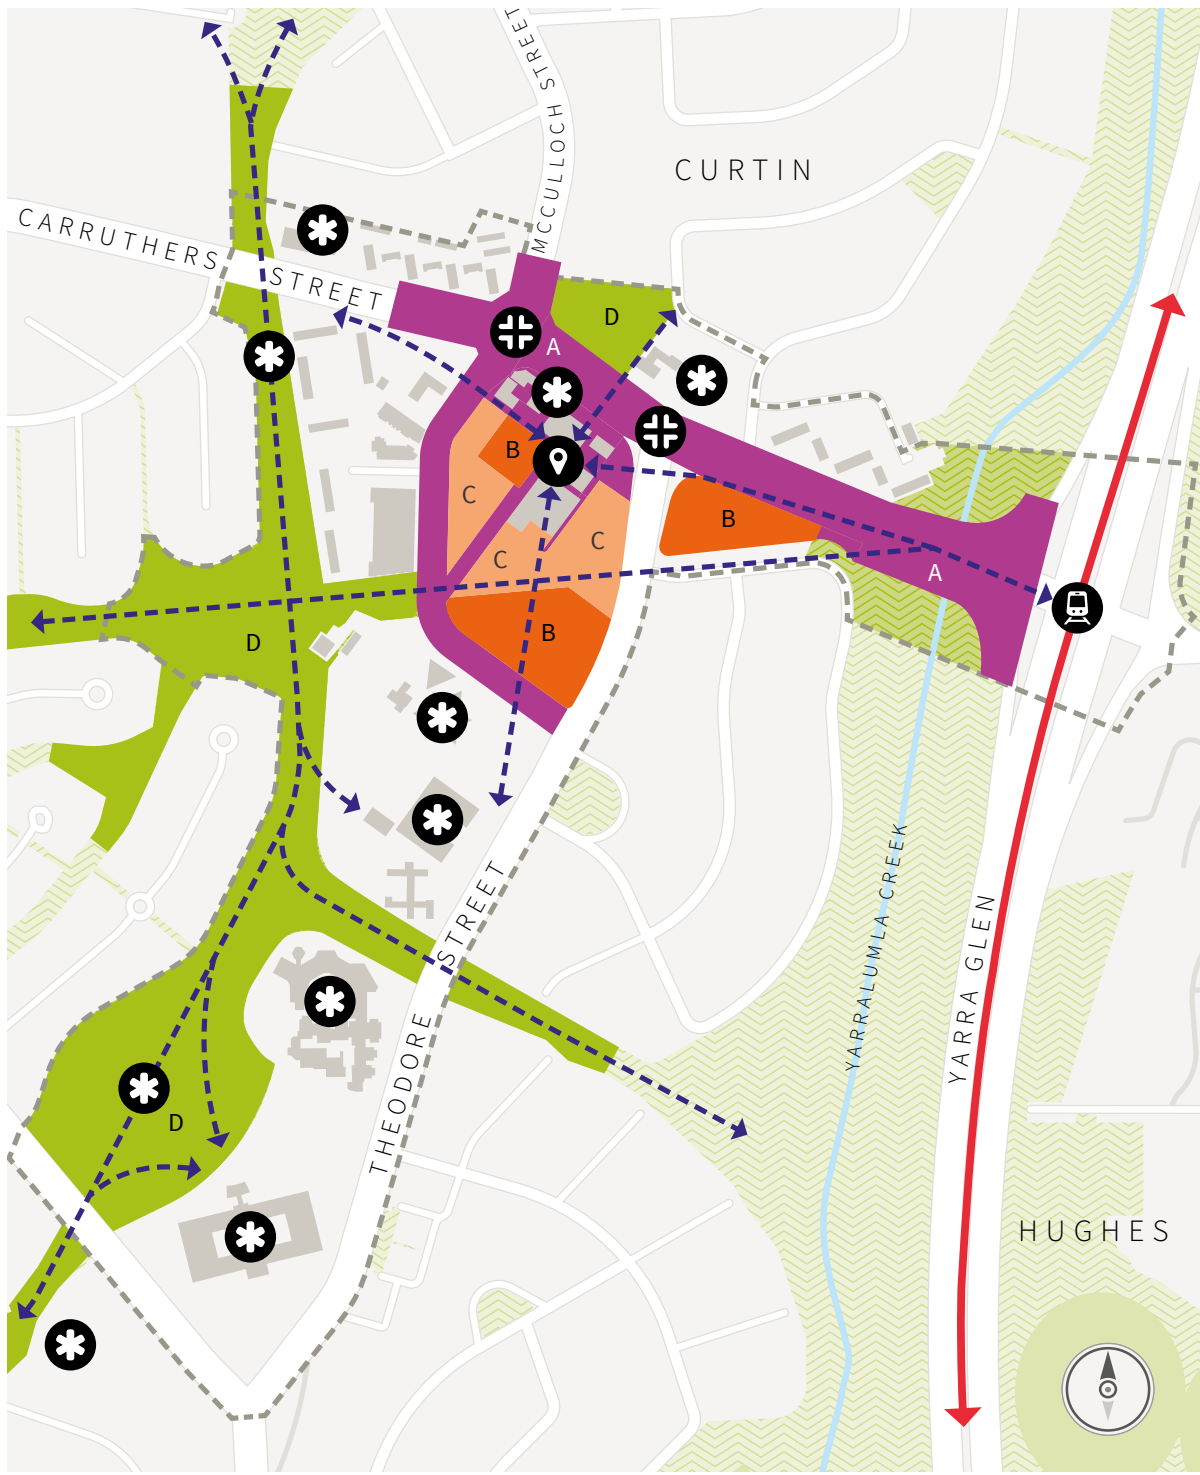 MCCULLOCH STREET
CURTIN
CARRUTHERS STREET
D
A
B
C
B
C
C
A
D
B
YARRALUMLA CREEK
YARRA GLEN
THEODORE STREET
D
HUGHES